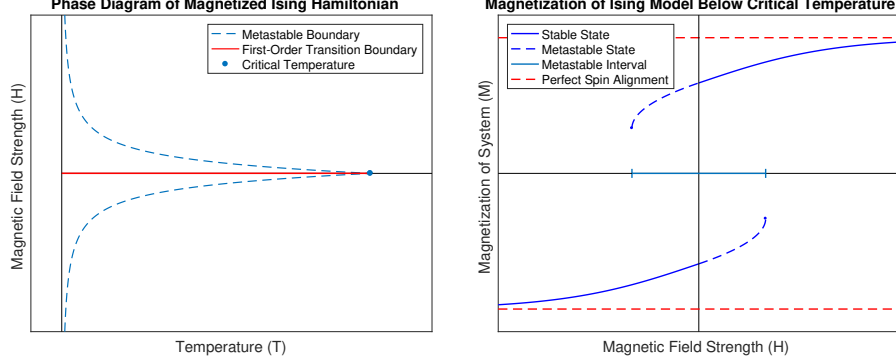 Phase Diagram of Magnetized Ising Hamiltonian
Metastable Boundary
First-Order Transition Boundary
Critical Temperature
Magnetic Field Strength (H)
Temperature (T)
Magnetization of Ising Model Below Critical Temperature
Stable State
Metastable State
Metastable Interval
Perfect Spin Alignment
Magnetization of System (M)
Magnetic Field Strength (H)